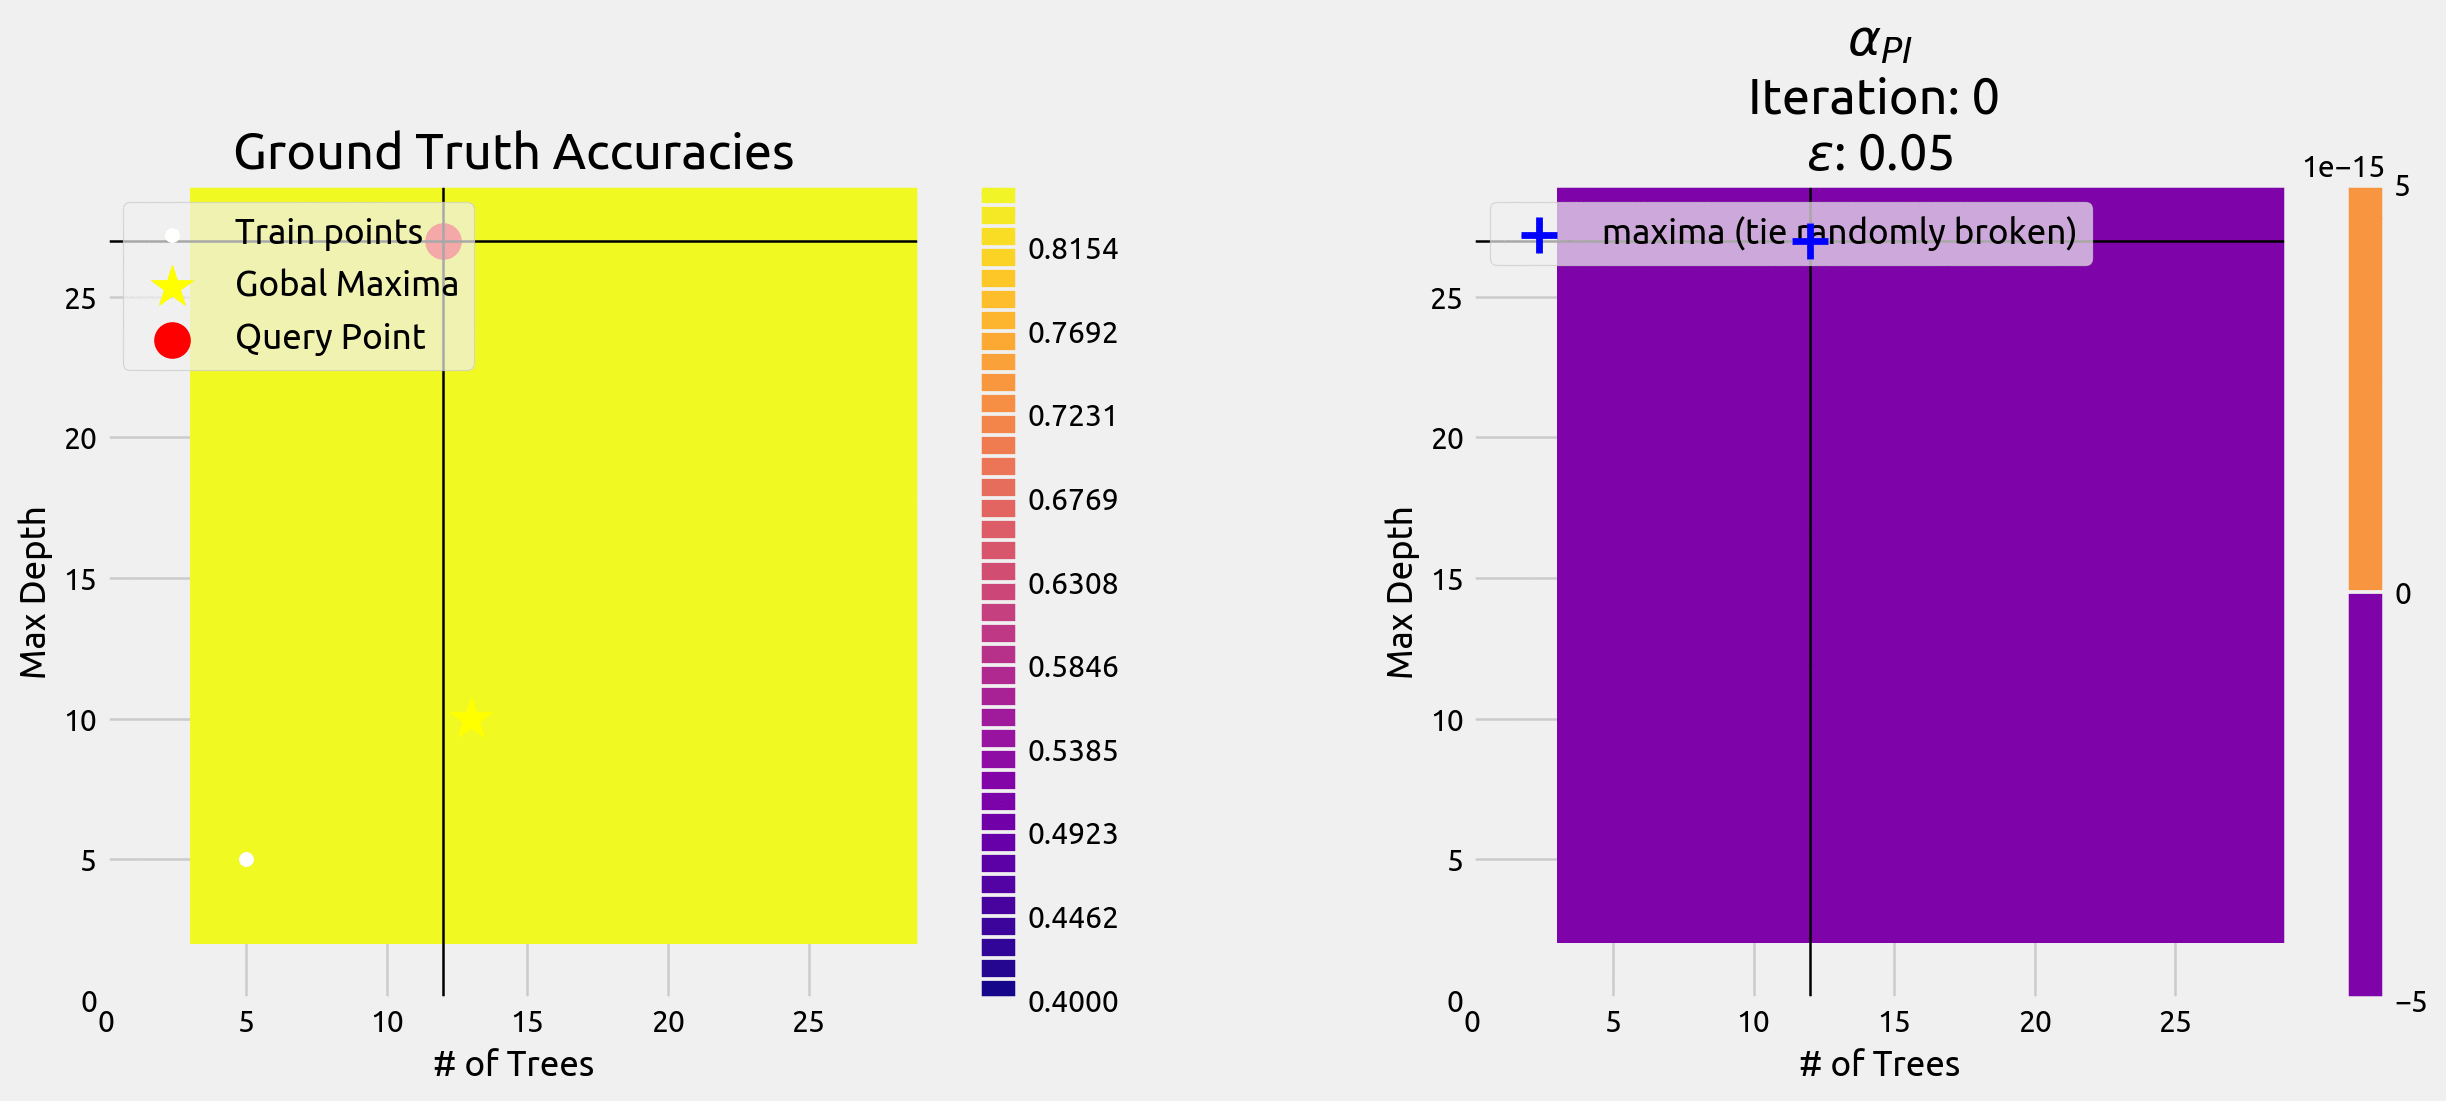 Ground Truth Accuracies
Train points
Gobal Maxima
Query Point
25
20
15
10
5
0
Max Depth
0 5 10 15 20 25
# of Trees
0.8154
0.7692
0.7231
0.6769
0.6308
0.5846
0.5385
0.4923
0.4462
0.4000
α_PI
Iteration: 0
ε: 0.05
maxima (tie randomly broken)
25
20
15
10
5
0
Max Depth
0 5 10 15 20 25
# of Trees
1e−15
5
0
−5